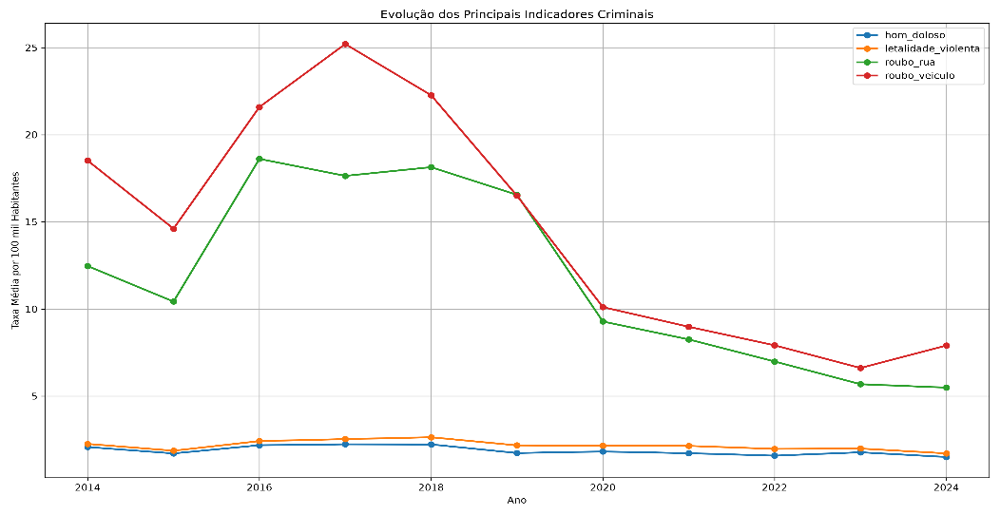 Evolução dos Principais Indicadores Criminais
hom_doloso
letalidade_violenta
roubo_rua
roubo_veiculo
Taxa Média por 100 mil Habitantes
25
20
15
10
5
2014 2016 2018 2020 2022 2024
Ano